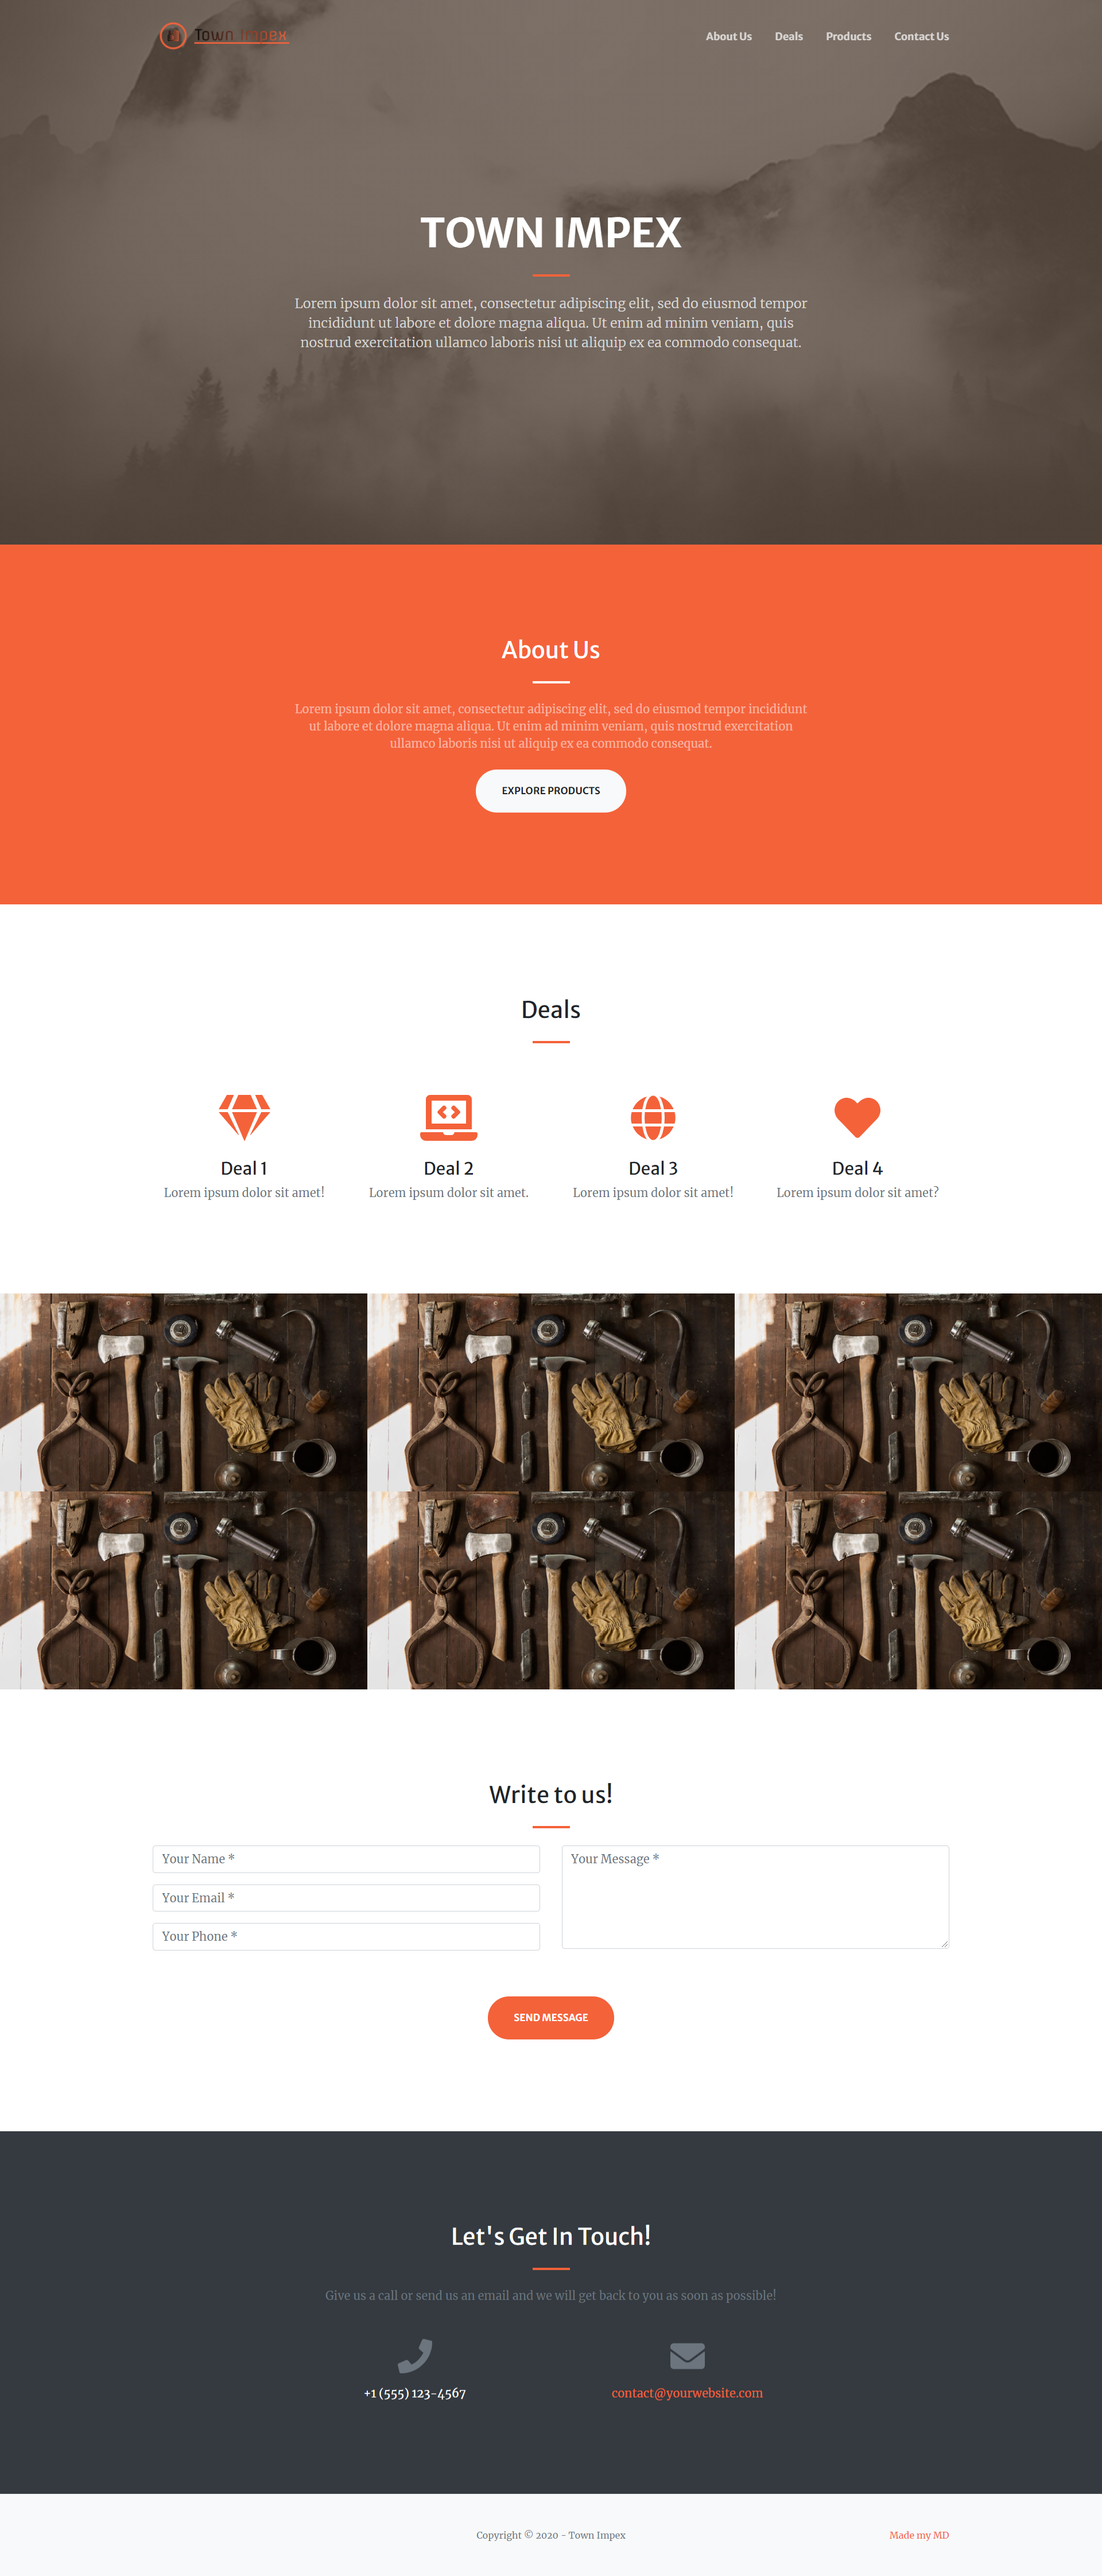 Town Impex
About Us Deals Products Contact Us
TOWN IMPEX
Lorem ipsum dolor sit amet, consectetur adipiscing elit, sed do eiusmod tempor
incididunt ut labore et dolore magna aliqua. Ut enim ad minim veniam, quis
nostrud exercitation ullamco laboris nisi ut aliquip ex ea commodo consequat.
About Us
Lorem ipsum dolor sit amet, consectetur adipiscing elit, sed do eiusmod tempor incididunt
ut labore et dolore magna aliqua. Ut enim ad minim veniam, quis nostrud exercitation
ullamco laboris nisi ut aliquip ex ea commodo consequat.
EXPLORE PRODUCTS
Deals
Deal 1
Lorem ipsum dolor sit amet!
Deal 2
Lorem ipsum dolor sit amet.
Deal 3
Lorem ipsum dolor sit amet!
Deal 4
Lorem ipsum dolor sit amet?
Write to us!
Your Name *
Your Email *
Your Phone *
Your Message *
SEND MESSAGE
Let's Get In Touch!
Give us a call or send us an email and we will get back to you as soon as possible!
+1 (555) 123-4567
contact@yourwebsite.com
Copyright © 2020 - Town Impex
Made my MD